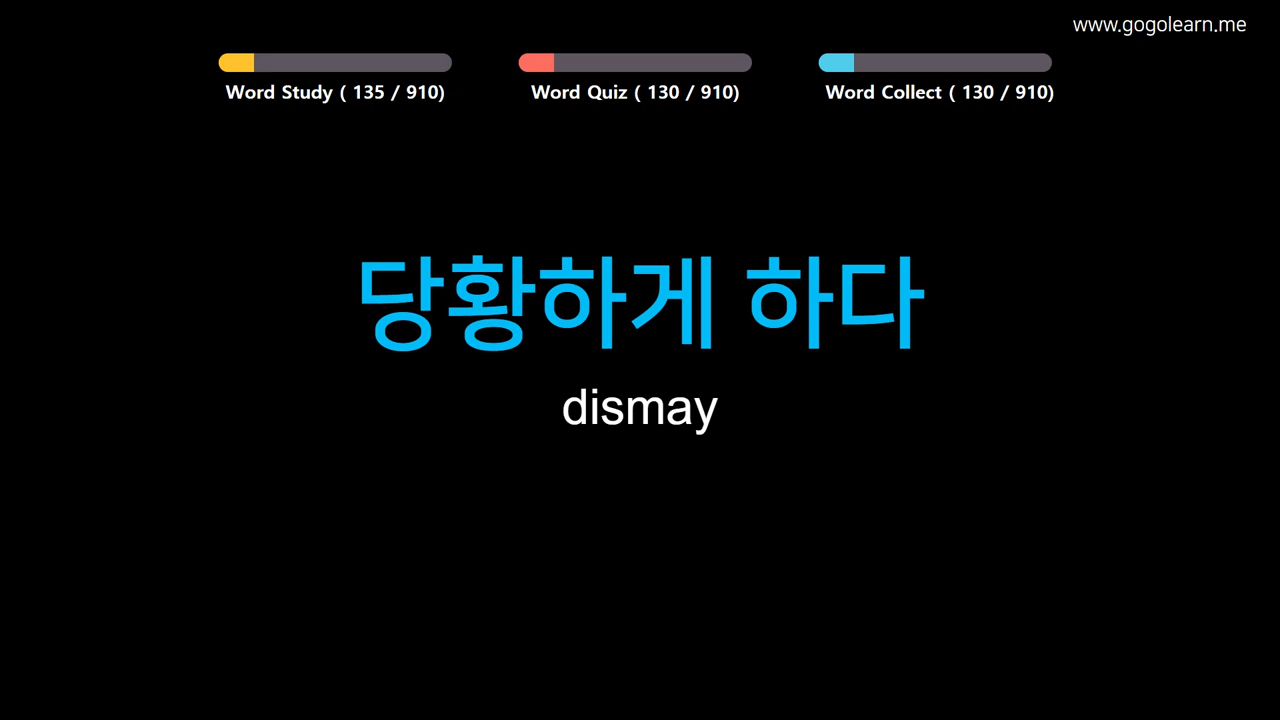 www.gogolearn.me
Word Study ( 135 / 910)
Word Quiz ( 130 / 910)
Word Collect ( 130 / 910)
당황하게 하다
dismay